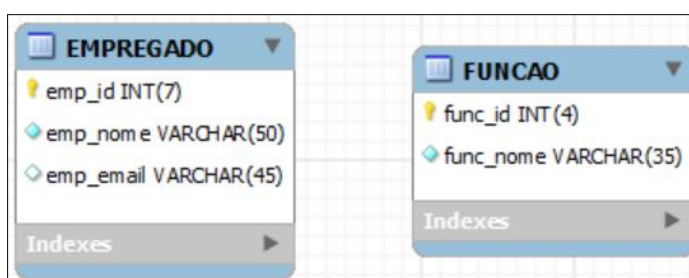 EMPREGADO
emp_id INT(7)
emp_nome VARCHAR(50)
emp_email VARCHAR(45)
Indexes
FUNCAO
func_id INT(4)
func_nome VARCHAR(35)
Indexes